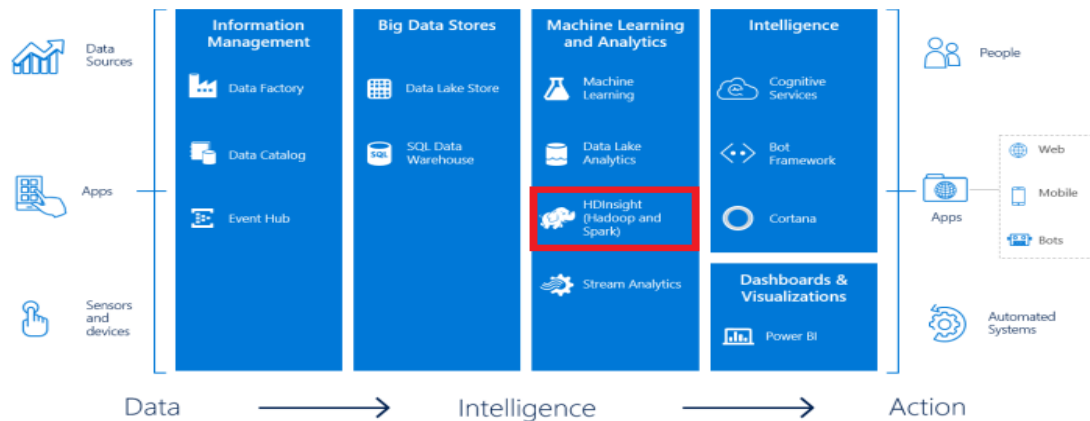 Data
Sources
Apps
Sensors
and
devices
Information
Management
Data Factory
Data Catalog
Event Hub
Big Data Stores
Data Lake Store
SQL
SQL Data
Warehouse
Machine Learning
and Analytics
Machine
Learning
Data Lake
Analytics
HDInsight
(Hadoop and
Spark)
Stream Analytics
Intelligence
Cognitive
Services
Bot
Framework
Cortana
Dashboards &
Visualizations
Power BI
People
Apps
Web
Mobile
Bots
Automated
Systems
Data
Intelligence
Action